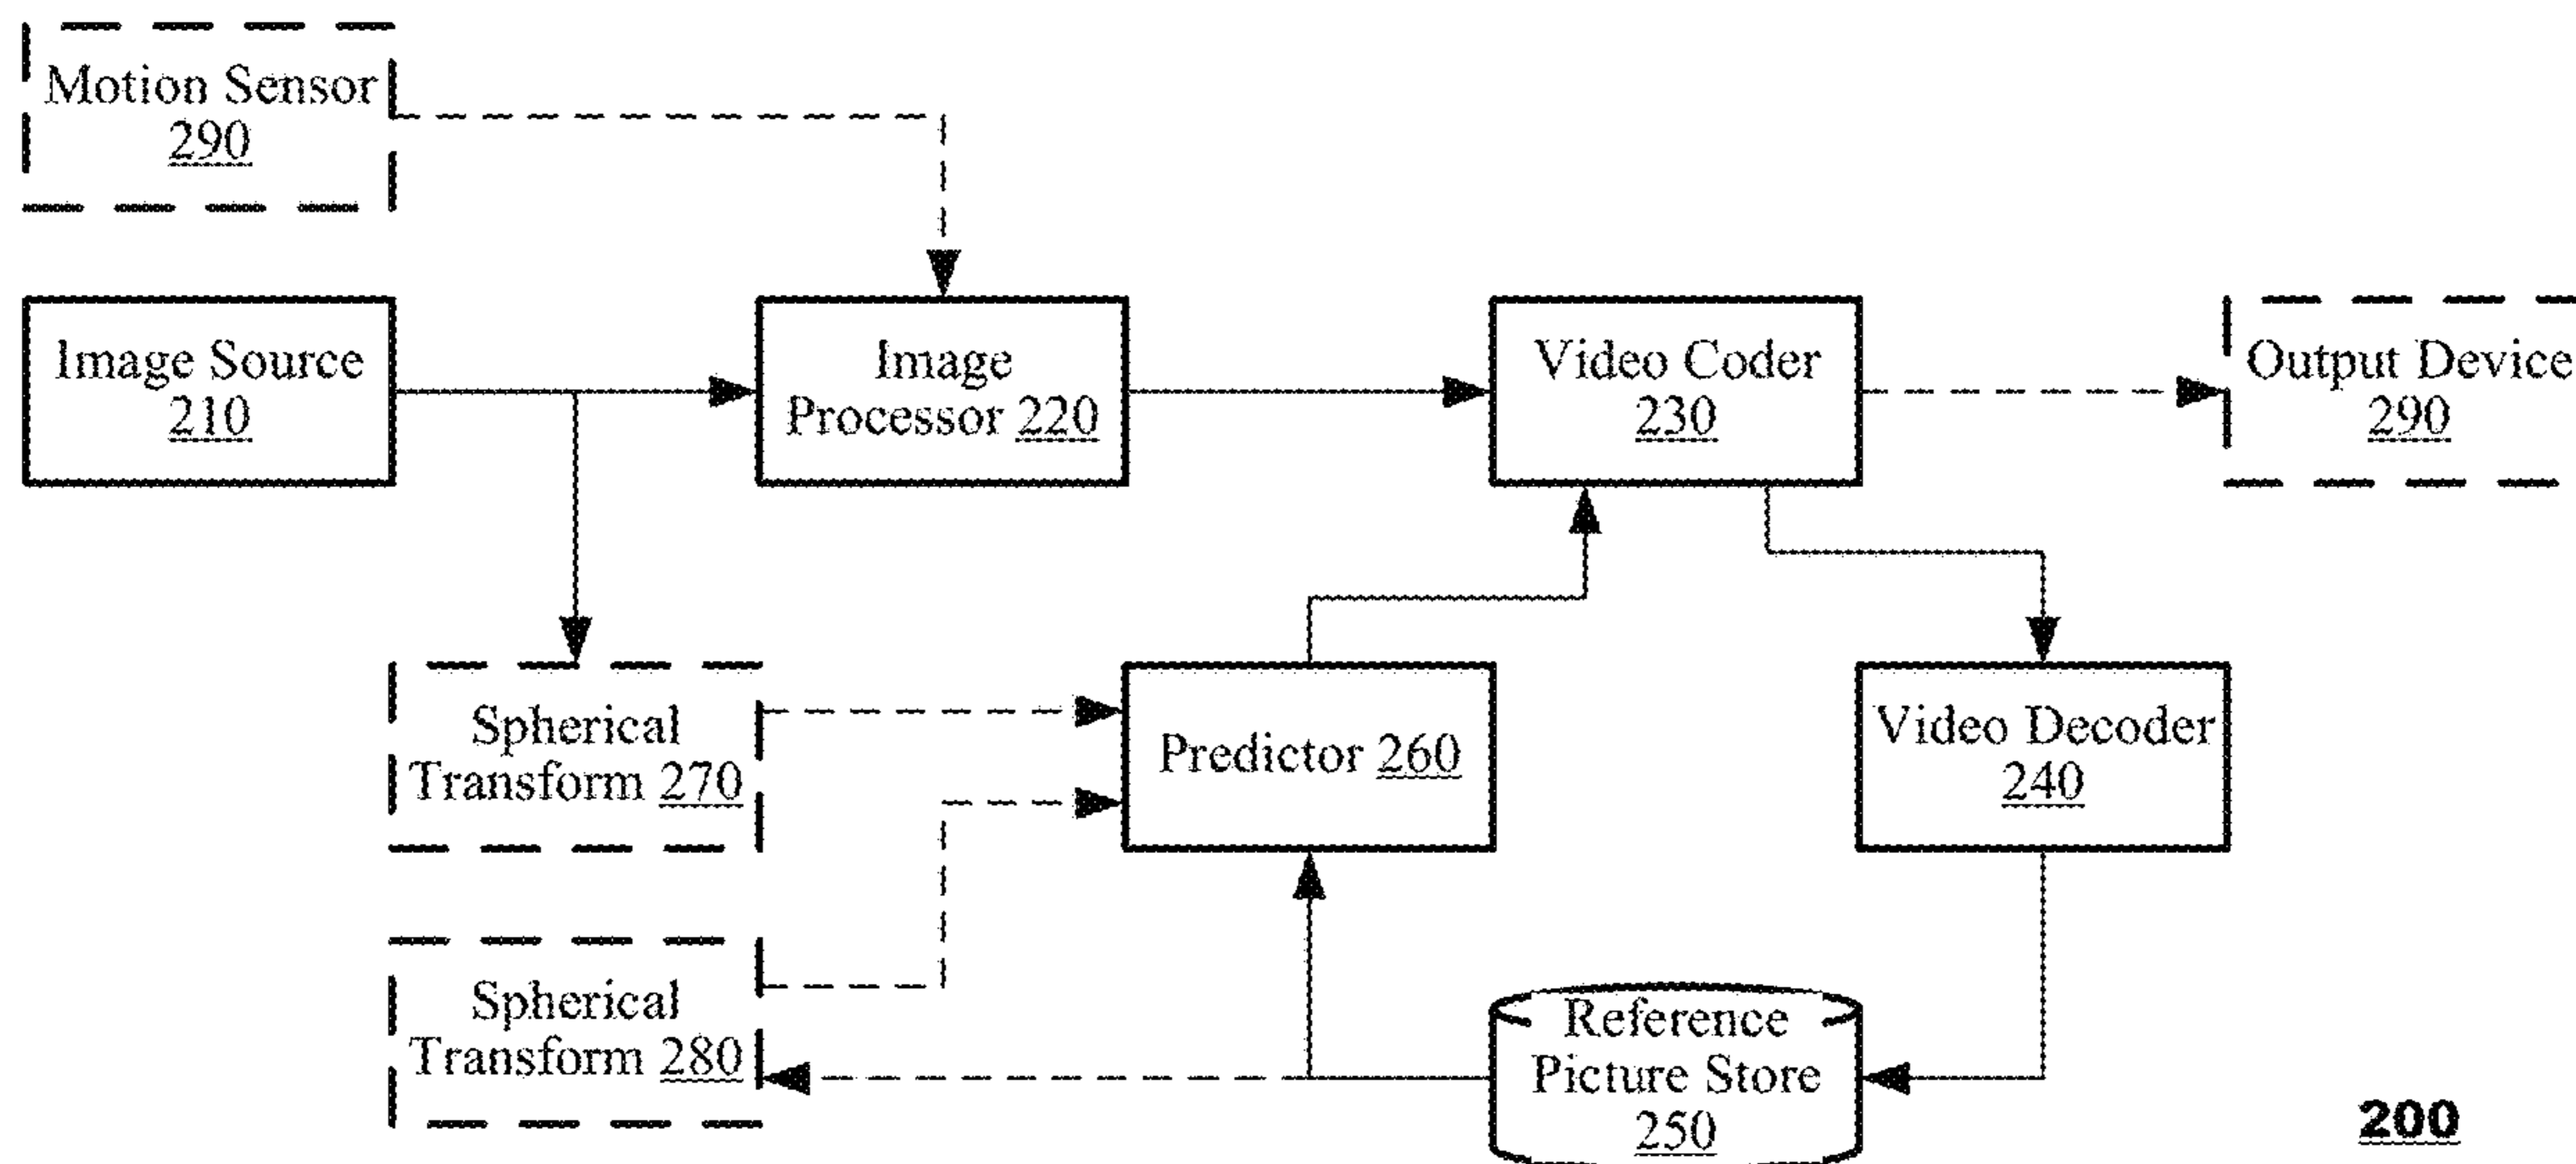 Motion Sensor
290
Image Source
210
Image
Processor 220
Video Coder
230
Output Device
290
Spherical
Transform 270
Predictor 260
Video Decoder
240
Spherical
Transform 280
Reference
Picture Store
250
200